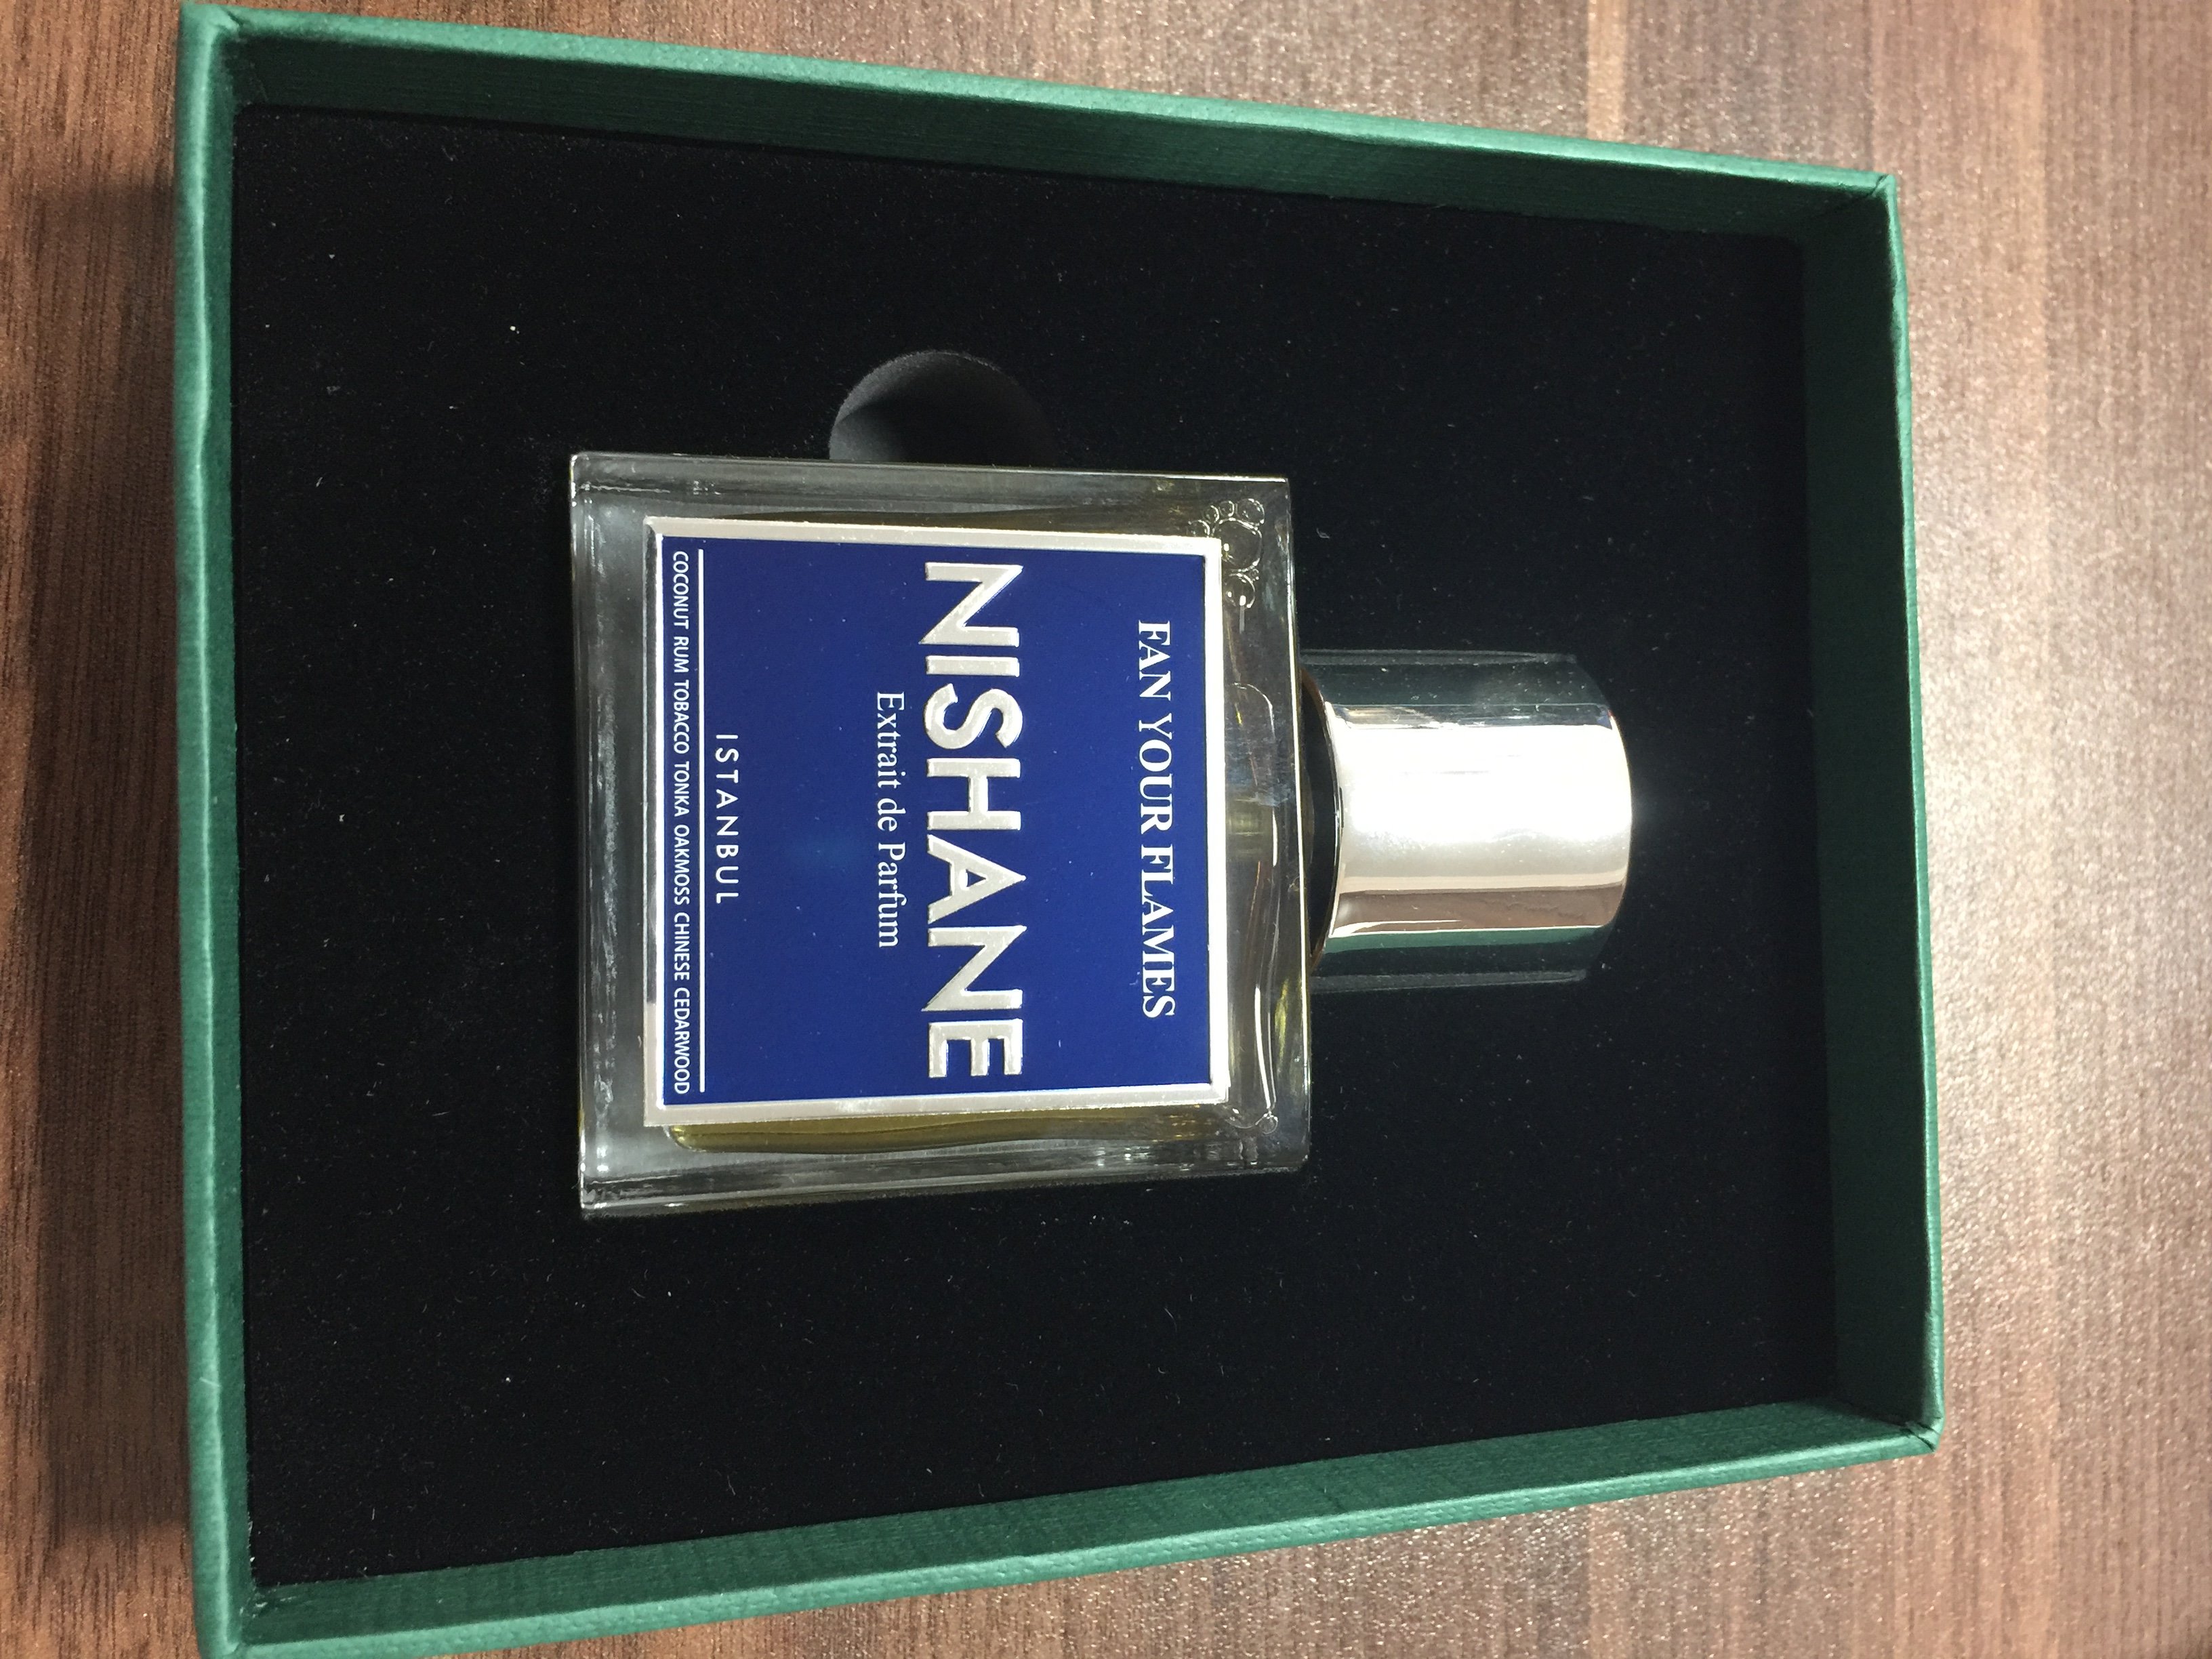 FAN YOUR FLAMES
NISHANE
Extrait de Parfum
ISTANBUL
COCONUT RUM TOBACCO TONKA OAKMOSS CHINESE CEDARWOOD